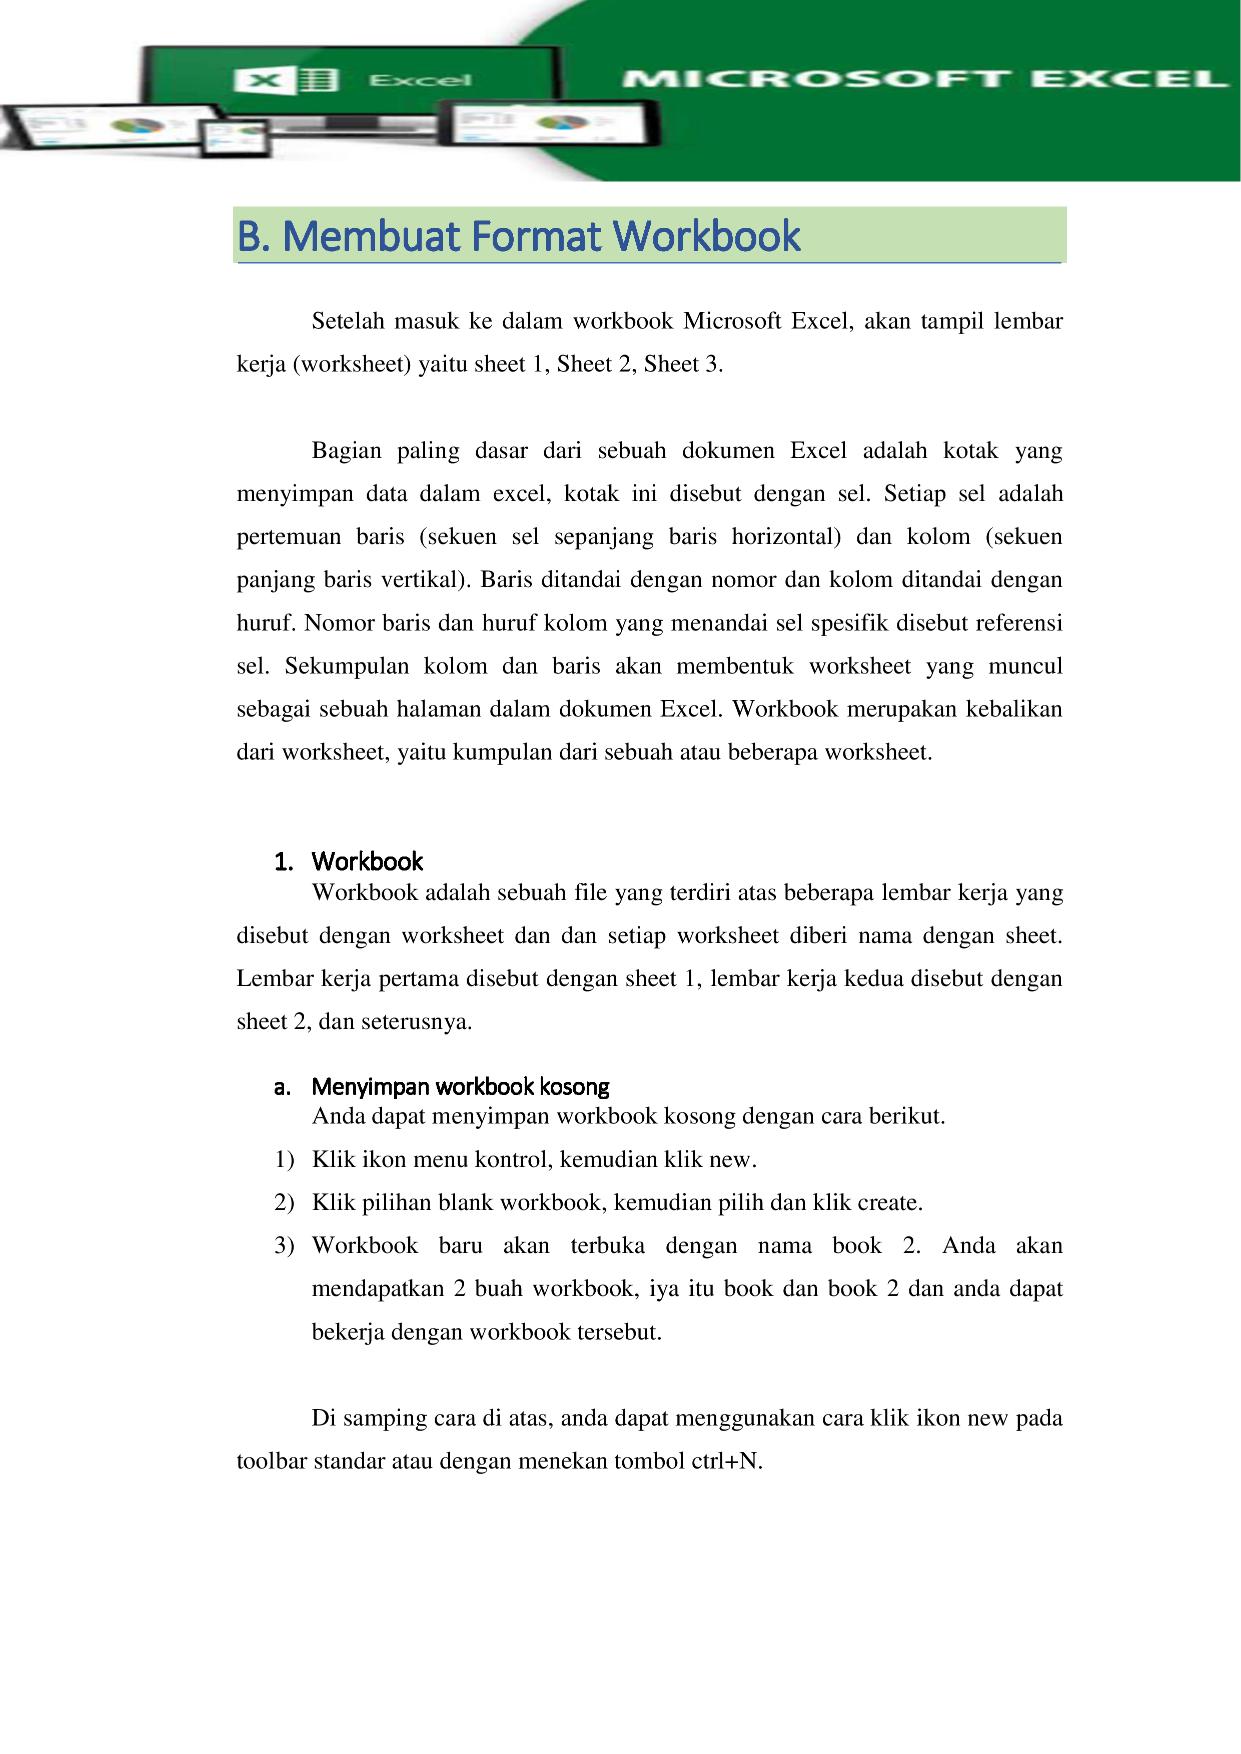 Excel
MICROSOFT EXCEL
B. Membuat Format Workbook
Setelah masuk ke dalam workbook Microsoft Excel, akan tampil lembar
kerja (worksheet) yaitu sheet 1, Sheet 2, Sheet 3.
Bagian paling dasar dari sebuah dokumen Excel adalah kotak yang
menyimpan data dalam excel, kotak ini disebut dengan sel. Setiap sel adalah
pertemuan baris (sekuen sel sepanjang baris horizontal) dan kolom (sekuen
panjang baris vertikal). Baris ditandai dengan nomor dan kolom ditandai dengan
huruf. Nomor baris dan huruf kolom yang menandai sel spesifik disebut referensi
sel. Sekumpulan kolom dan baris akan membentuk worksheet yang muncul
sebagai sebuah halaman dalam dokumen Excel. Workbook merupakan kebalikan
dari worksheet, yaitu kumpulan dari sebuah atau beberapa worksheet.
1. Workbook
Workbook adalah sebuah file yang terdiri atas beberapa lembar kerja yang
disebut dengan worksheet dan dan setiap worksheet diberi nama dengan sheet.
Lembar kerja pertama disebut dengan sheet 1, lembar kerja kedua disebut dengan
sheet 2, dan seterusnya.
a. Menyimpan workbook kosong
Anda dapat menyimpan workbook kosong dengan cara berikut.
1) Klik ikon menu kontrol, kemudian klik new.
2) Klik pilihan blank workbook, kemudian pilih dan klik create.
3) Workbook baru akan terbuka dengan nama book 2. Anda akan
mendapatkan 2 buah workbook, iya itu book dan book 2 dan anda dapat
bekerja dengan workbook tersebut.
Di samping cara di atas, anda dapat menggunakan cara klik ikon new pada
toolbar standar atau dengan menekan tombol ctrl+N.